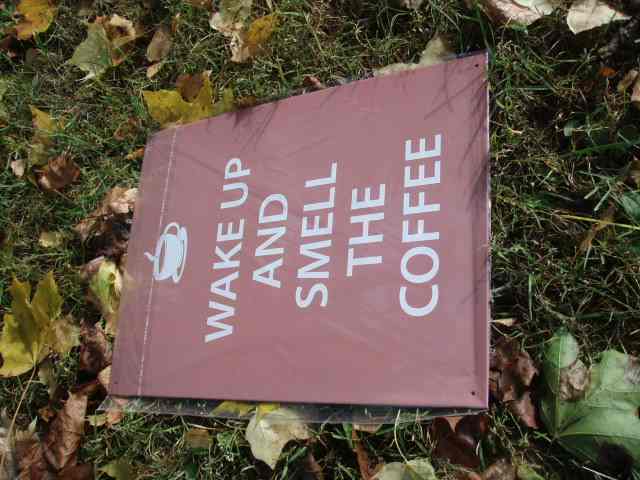 WAKE UP
AND
SMELL
THE
COFFEE